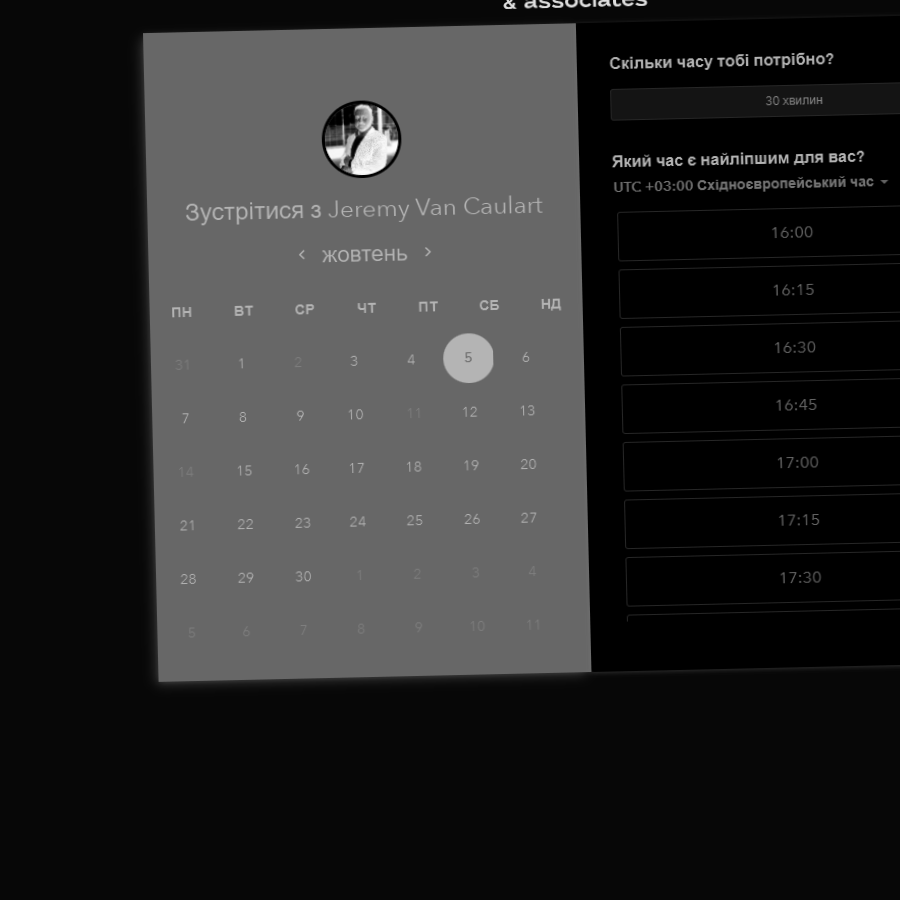 & associates
Зустрітися з Jeremy Van Caulart
жовтень
ПН ВТ СР ЧТ ПТ СБ НД
31 1 2 3 4 5 6
7 8 9 10 11 12 13
14 15 16 17 18 19 20
21 22 23 24 25 26 27
28 29 30 1 2 3 4
5 6 7 8 9 10 11
Скільки часу тобі потрібно?
30 хвилин
Який час є найліпшим для вас?
UTC +03:00 Східноєвропейський час
16:00
16:15
16:30
16:45
17:00
17:15
17:30